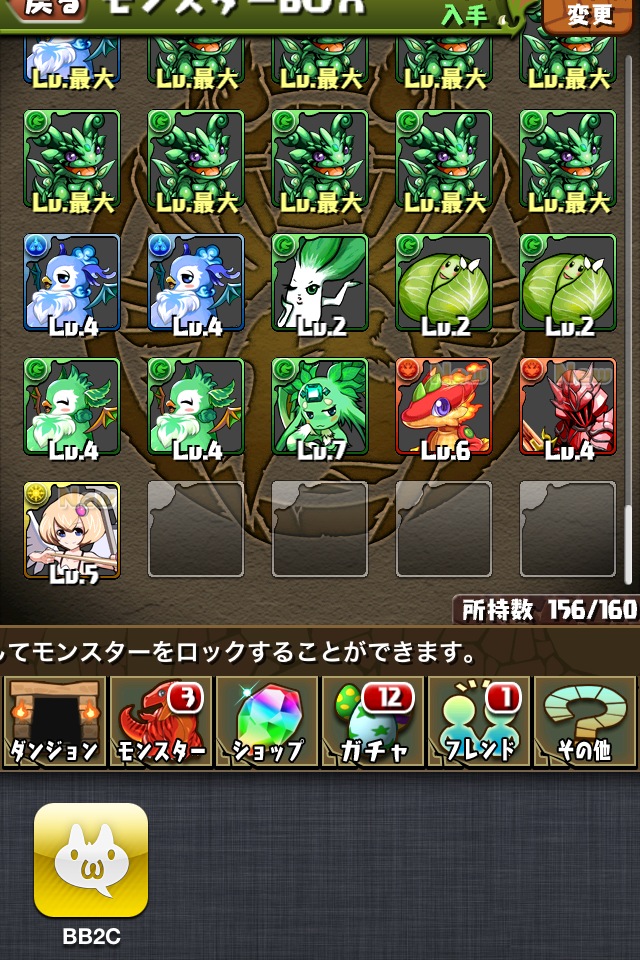 戻る モンスターBOX 入手 変更
Lv.最大 Lv.最大 Lv.最大 Lv.最大 Lv.最大
Lv.最大 Lv.最大 Lv.最大 Lv.最大 Lv.最大
Lv.4 Lv.4 Lv.2 Lv.2 Lv.2
New New
Lv.4 Lv.4 Lv.7 Lv.6 Lv.4
New
Lv.5
所持数 156/160
してモンスターをロックすることができます。
3 12 1
ダンジョン モンスター ショップ ガチャ フレンド その他
BB2C